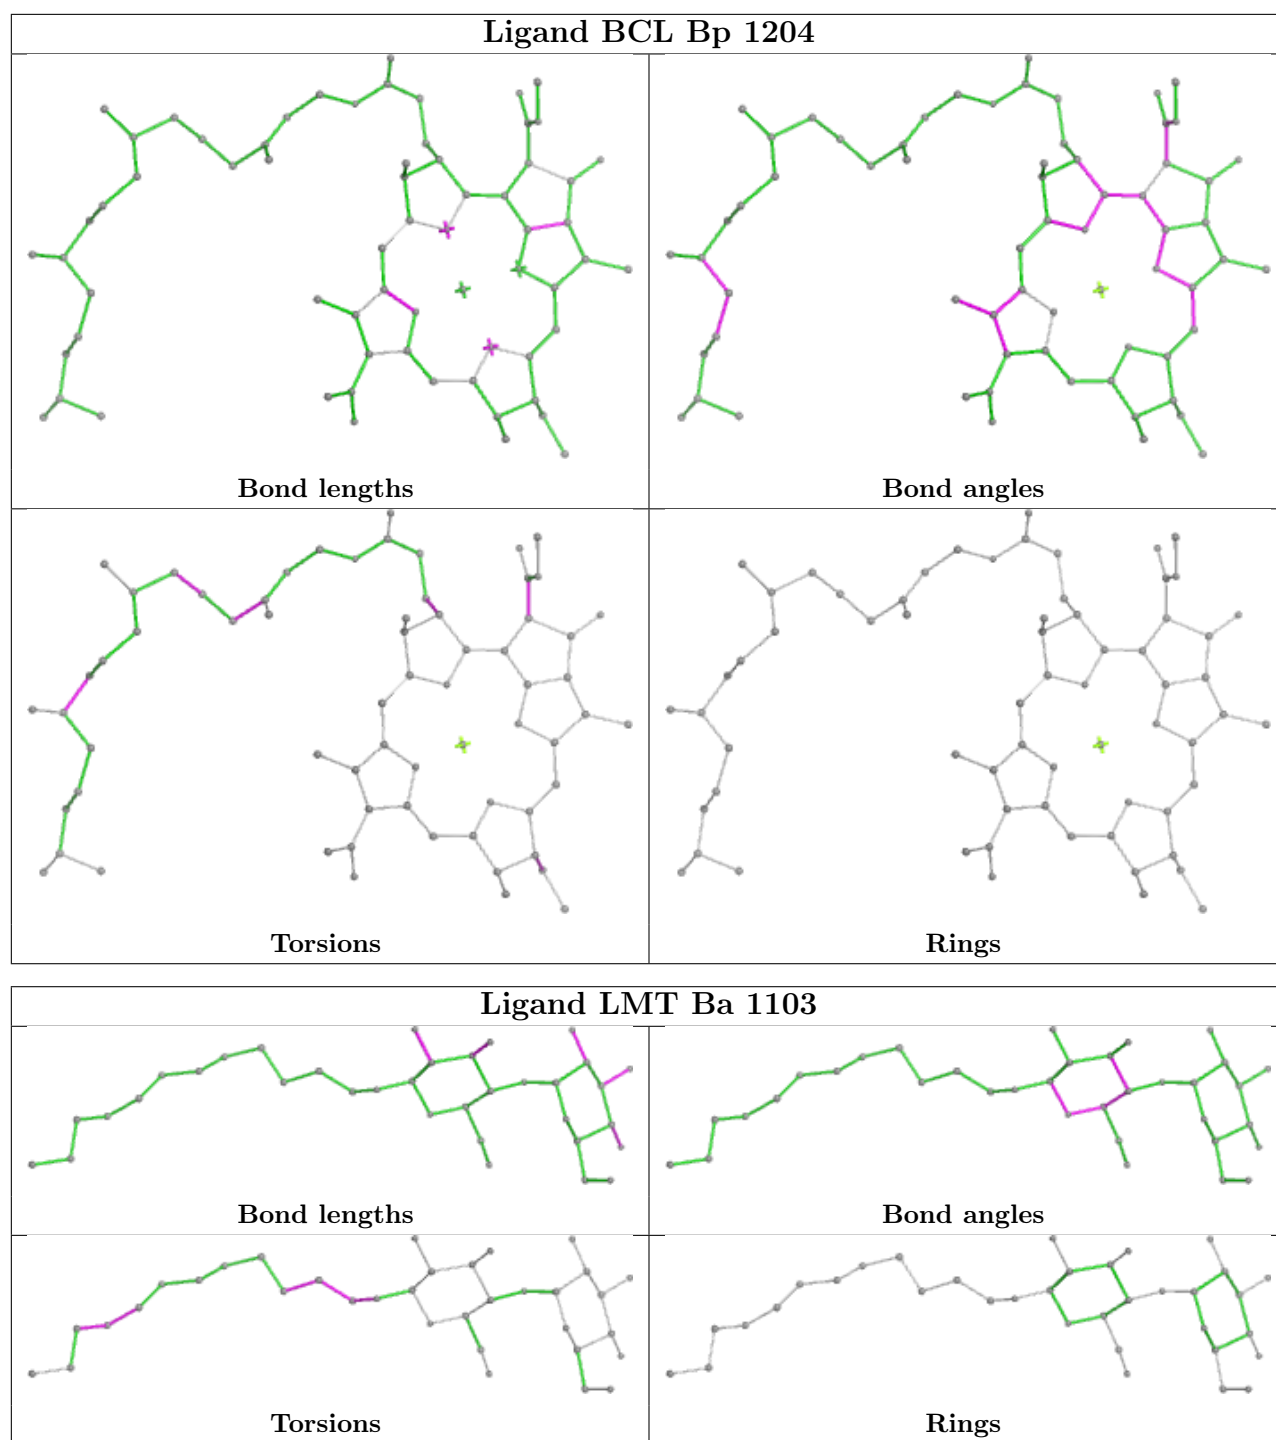 Ligand BCL Bp 1204
Bond lengths
Bond angles
Torsions
Rings
Ligand LMT Ba 1103
Bond lengths
Bond angles
Torsions
Rings